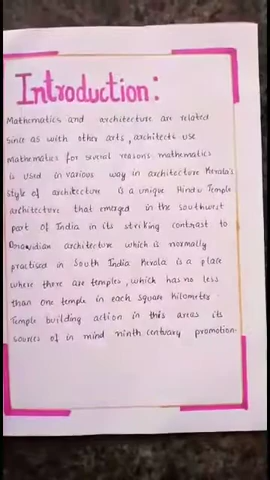 Introduction:
Mathematics and architecture are related
since as with other arts, architects use
mathematics for several reasons. mathematics
is used in various way in architecture Kerala's
style of architecture is a unique Hindu Temple
architecture that emerged in the southwest
part of India in its striking contrast to
Dravidian architecture which is normally
practised in South India Kerola is a place
where there are temples, which has no less
than one temple in each square kilometer
Temple building action in this areas its
sources of in mind ninth-centuary promotion.